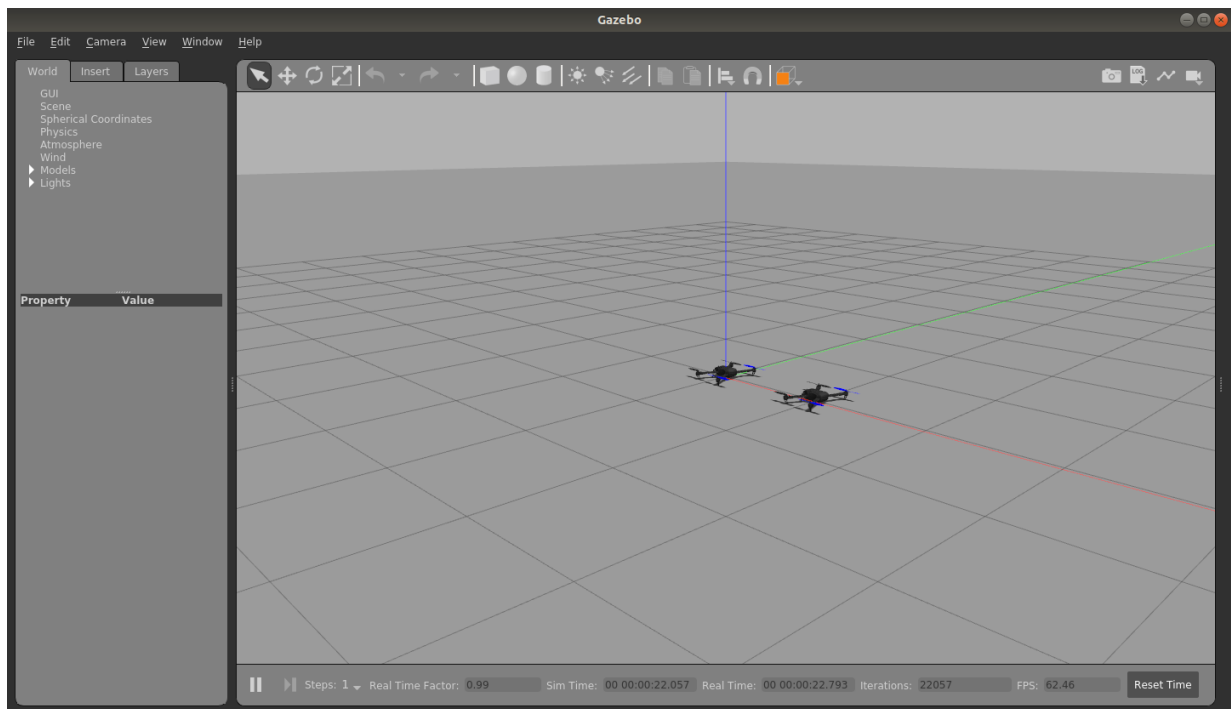 Gazebo
File Edit Camera View Window Help
World Insert Layers
LOG
GUI
Scene
Spherical Coordinates
Physics
Atmosphere
Wind
Models
Lights
Property Value
Steps: 1 Real Time Factor: 0.99 Sim Time: 00 00:00:22.057 Real Time: 00 00:00:22.793 Iterations: 22057 FPS: 62.46 Reset Time